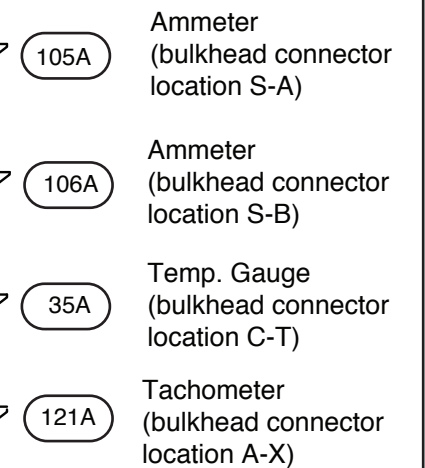 Ammeter
105A (bulkhead connector
location S-A)
Ammeter
106A (bulkhead connector
location S-B)
Temp. Gauge
35A (bulkhead connector
location C-T)
Tachometer
121A (bulkhead connector
location A-X)